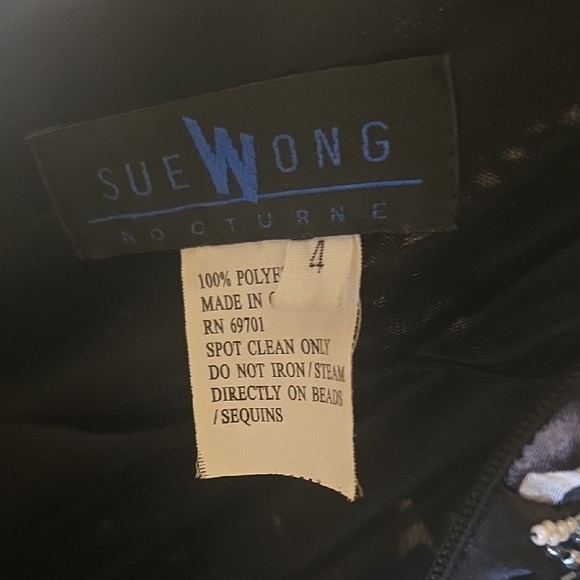 SUE WONG
NOCTURNE
4
100% POLYE
MADE IN
RN 69701
SPOT CLEAN ONLY
DO NOT IRON/STEAM
DIRECTLY ON BEADS
/SEQUINS